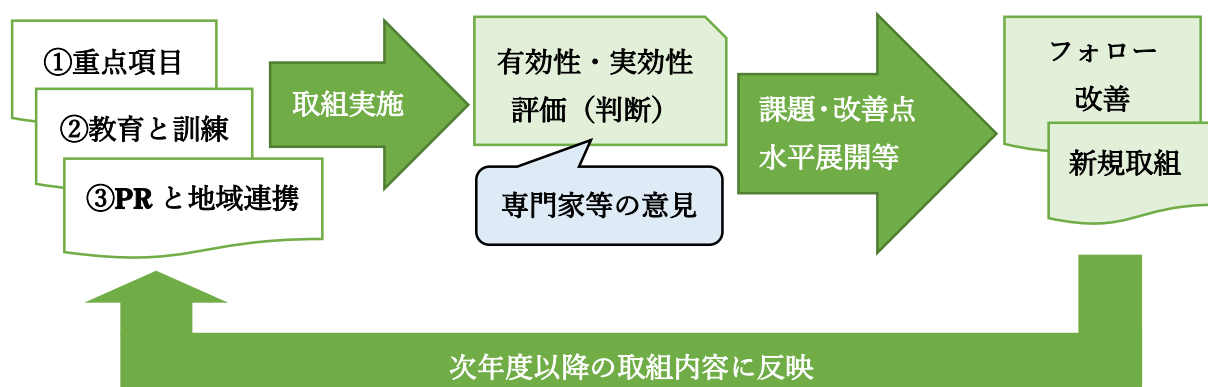 ①重点項目
②教育と訓練
③PRと地域連携
取組実施
有効性・実効性
評価（判断）
専門家等の意見
課題・改善点
水平展開等
フォロー
改善
新規取組
次年度以降の取組内容に反映